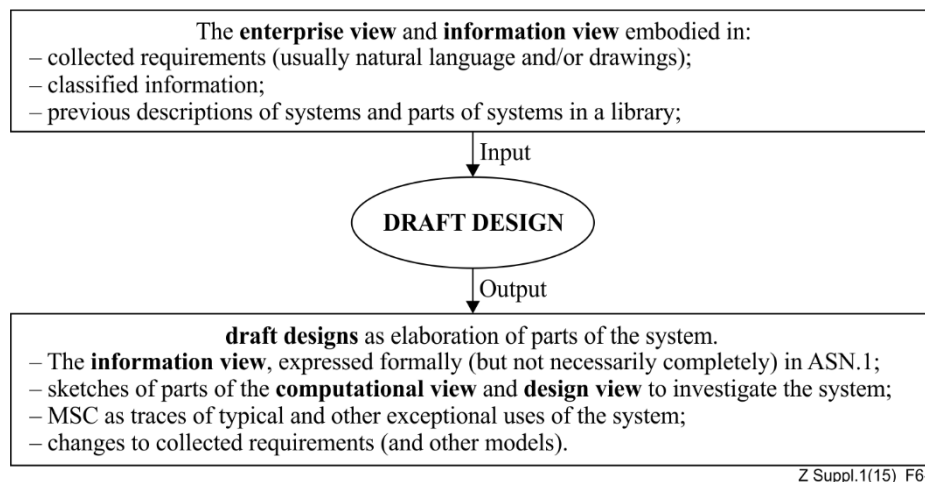 The enterprise view and information view embodied in:
– collected requirements (usually natural language and/or drawings);
– classified information;
– previous descriptions of systems and parts of systems in a library;
Input
DRAFT DESIGN
Output
draft designs as elaboration of parts of the system.
– The information view, expressed formally (but not necessarily completely) in ASN.1;
– sketches of parts of the computational view and design view to investigate the system;
– MSC as traces of typical and other exceptional uses of the system;
– changes to collected requirements (and other models).
Z Suppl.1(15)_F6-